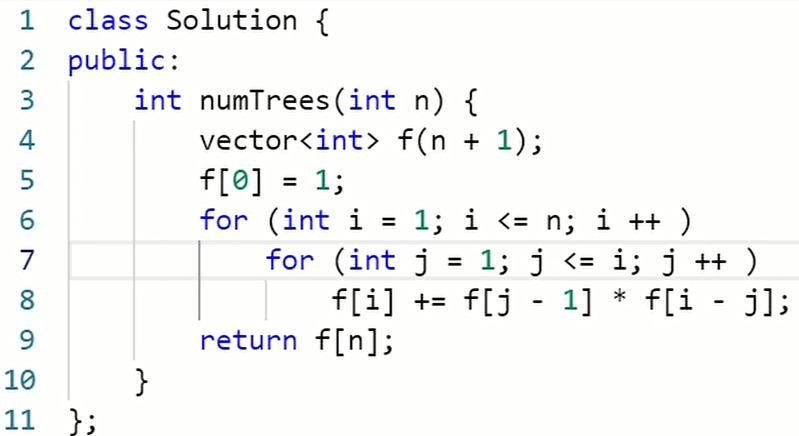 1 class Solution {
2 public:
3     int numTrees(int n) {
4         vector<int> f(n + 1);
5         f[0] = 1;
6         for (int i = 1; i <= n; i ++ )
7             for (int j = 1; j <= i; j ++ )
8                 f[i] += f[j - 1] * f[i - j];
9         return f[n];
10     }
11 };